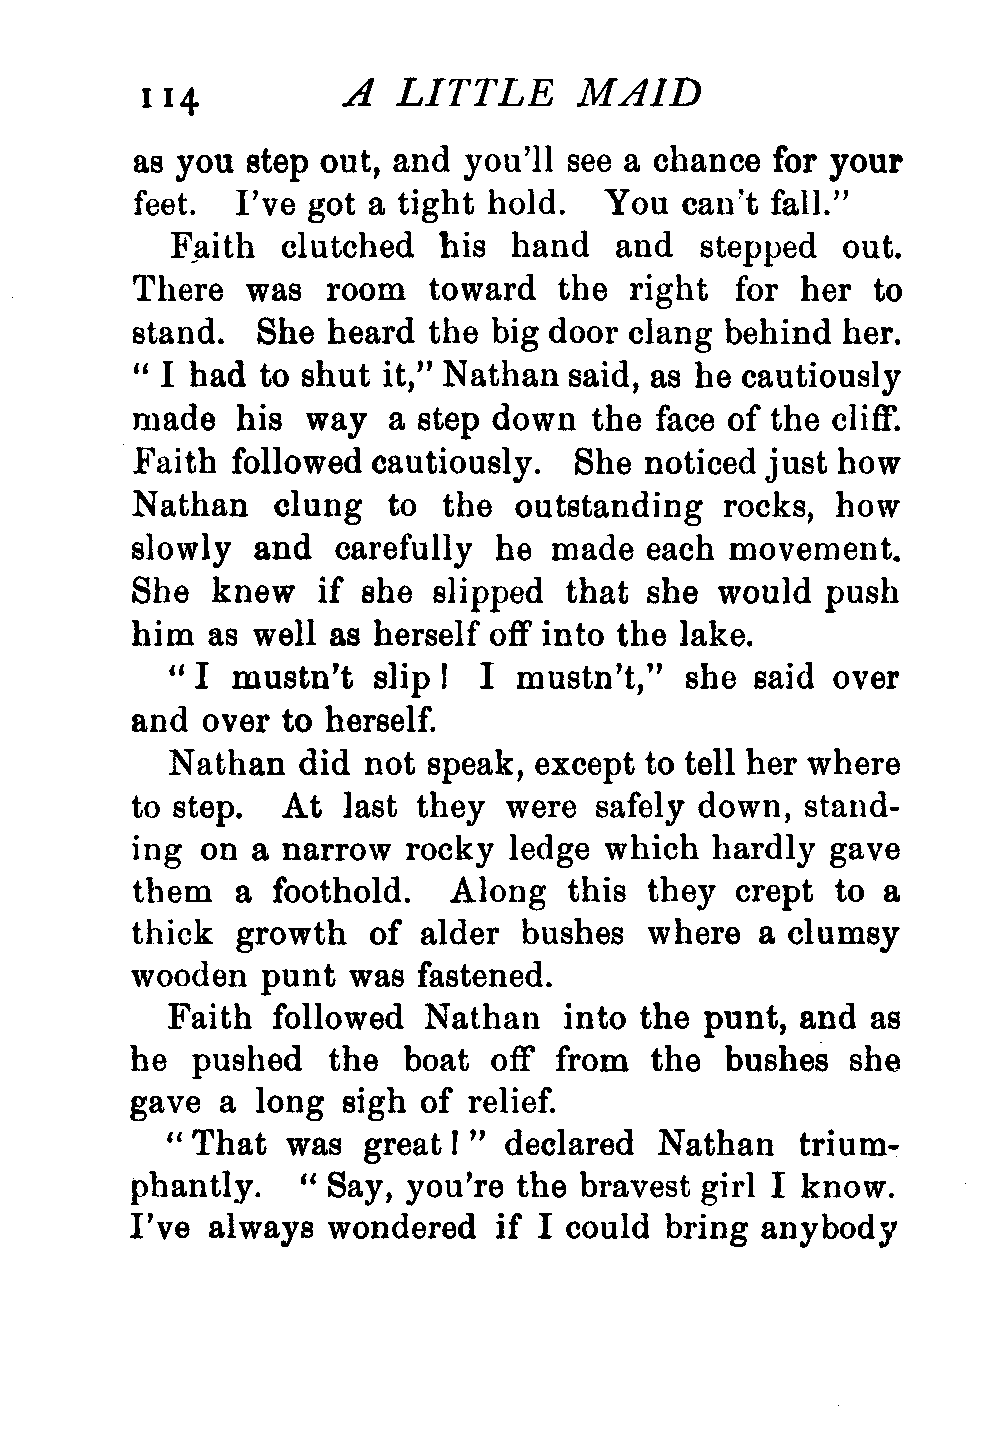 114 A LITTLE MAID
as you step out, and you'll see a chance for your
feet. I've got a tight hold. You can't fall."
Faith clutched his hand and stepped out.
There was room toward the right for her to
stand. She heard the big door clang behind her.
"I had to shut it," Nathan said, as he cautiously
made his way a step down the face of the cliff.
Faith followed cautiously. She noticed just how
Nathan clung to the outstanding rocks, how
slowly and carefully he made each movement.
She knew if she slipped that she would push
him as well as herself off into the lake.
"I mustn't slip! I mustn't," she said over
and over to herself.
Nathan did not speak, except to tell her where
to step. At last they were safely down, stand-
ing on a narrow rocky ledge which hardly gave
them a foothold. Along this they crept to a
thick growth of alder bushes where a clumsy
wooden punt was fastened.
Faith followed Nathan into the punt, and as
he pushed the boat off from the bushes she
gave a long sigh of relief.
"That was great!" declared Nathan trium-
phantly. "Say, you're the bravest girl I know.
I've always wondered if I could bring anybody